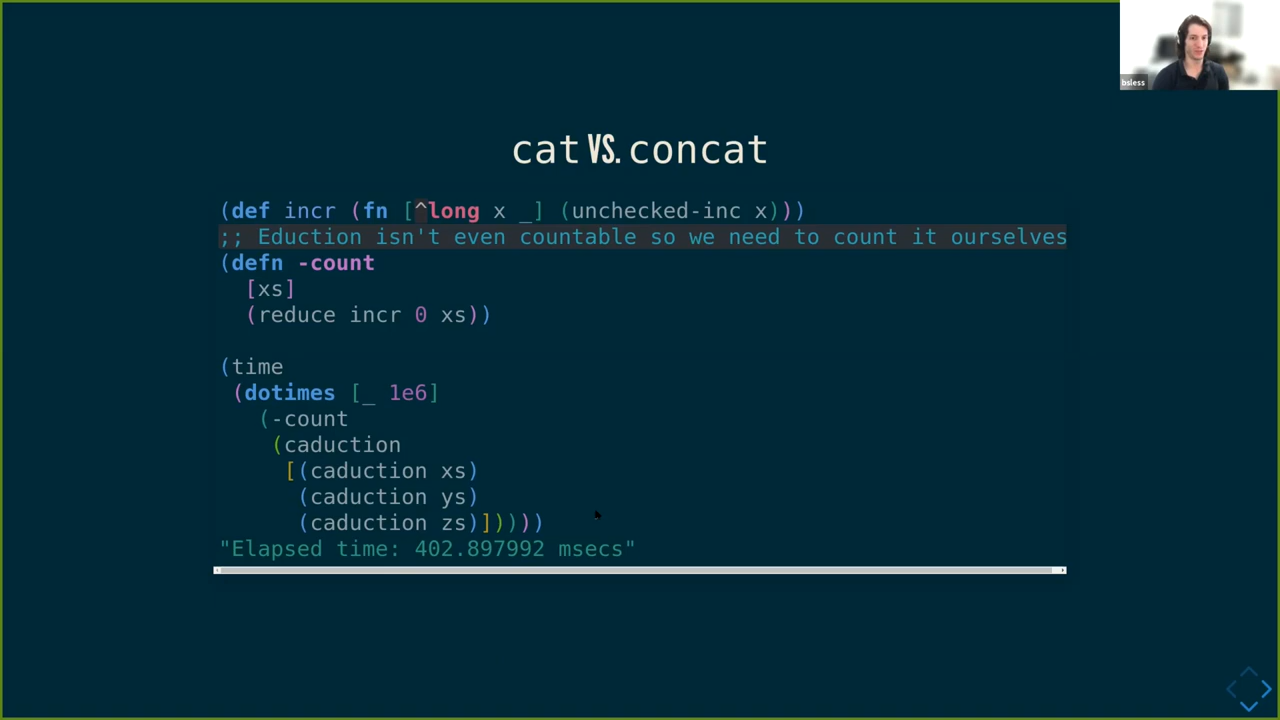 bsless
cat VS. concat
(def incr (fn [^long x _] (unchecked-inc x)))
;; Eduction isn't even countable so we need to count it ourselves
(defn -count
  [xs]
  (reduce incr 0 xs))
(time
 (dotimes [_ 1e6]
   (-count
    (caduction
     [(caduction xs)
      (caduction ys)
      (caduction zs)]))))
"Elapsed time: 402.897992 msecs"